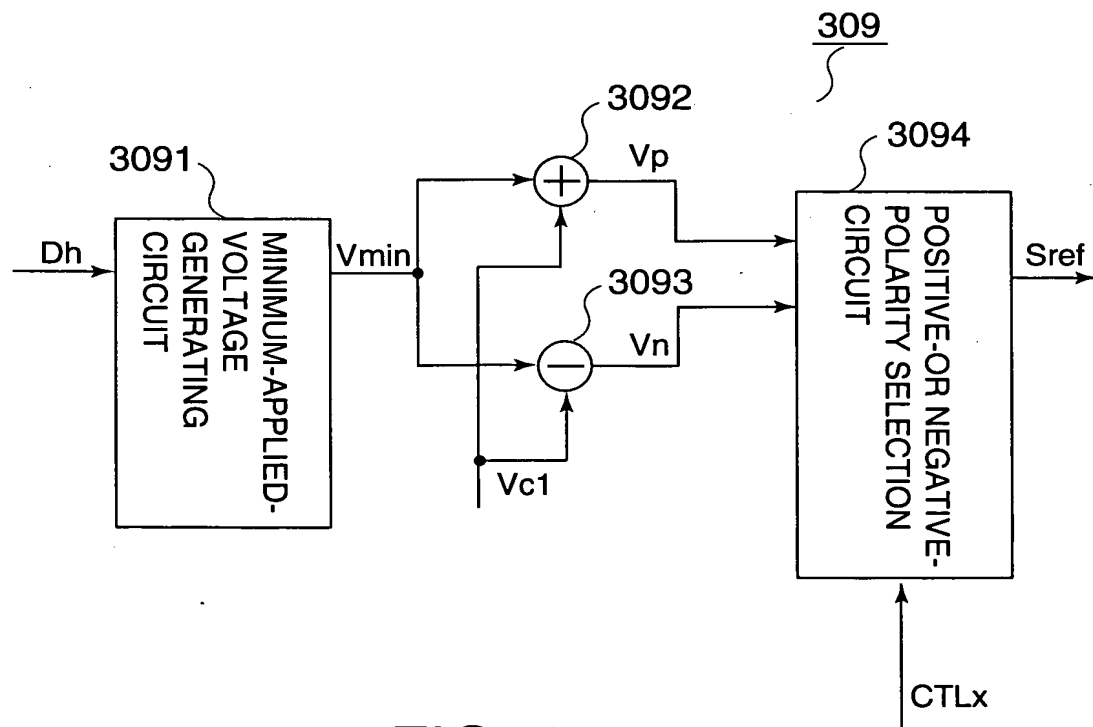 309
3092
3091
Vp
3094
Dh
MINIMUM-APPLIED-
VOLTAGE
GENERATING
CIRCUIT
Vmin
+
3093
Vn
−
Vc1
POSITIVE-OR NEGATIVE-
POLARITY SELECTION
CIRCUIT
Sref
CTLx